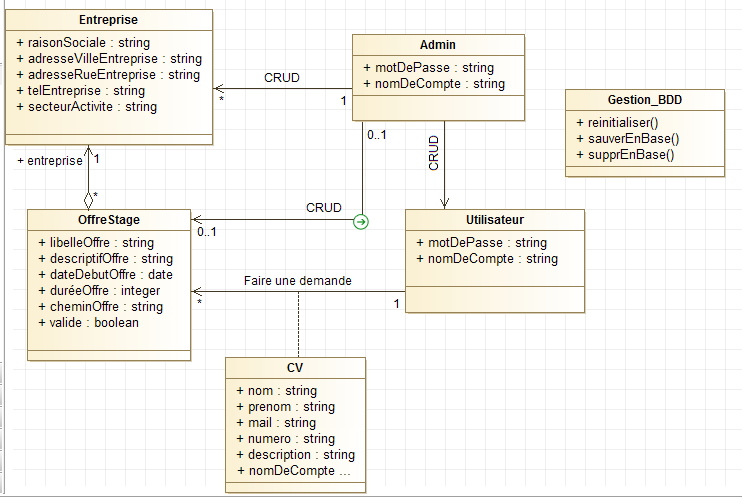 Entreprise
+ raisonSociale : string
+ adresseVilleEntreprise : string
+ adresseRueEntreprise : string
+ telEntreprise : string
+ secteurActivite : string
Admin
+ motDePasse : string
+ nomDeCompte : string
Gestion_BDD
+ reinitialiser()
+ sauverEnBase()
+ supprEnBase()
CRUD
*
1
0..1
CRUD
+ entreprise
1
*
CRUD
0..1
OffreStage
+ libelleOffre : string
+ descriptifOffre : string
+ dateDebutOffre : date
+ duréeOffre : integer
+ cheminOffre : string
+ valide : boolean
Utilisateur
+ motDePasse : string
+ nomDeCompte : string
Faire une demande
*
1
CV
+ nom : string
+ prenom : string
+ mail : string
+ numero : string
+ description : string
+ nomDeCompte ...